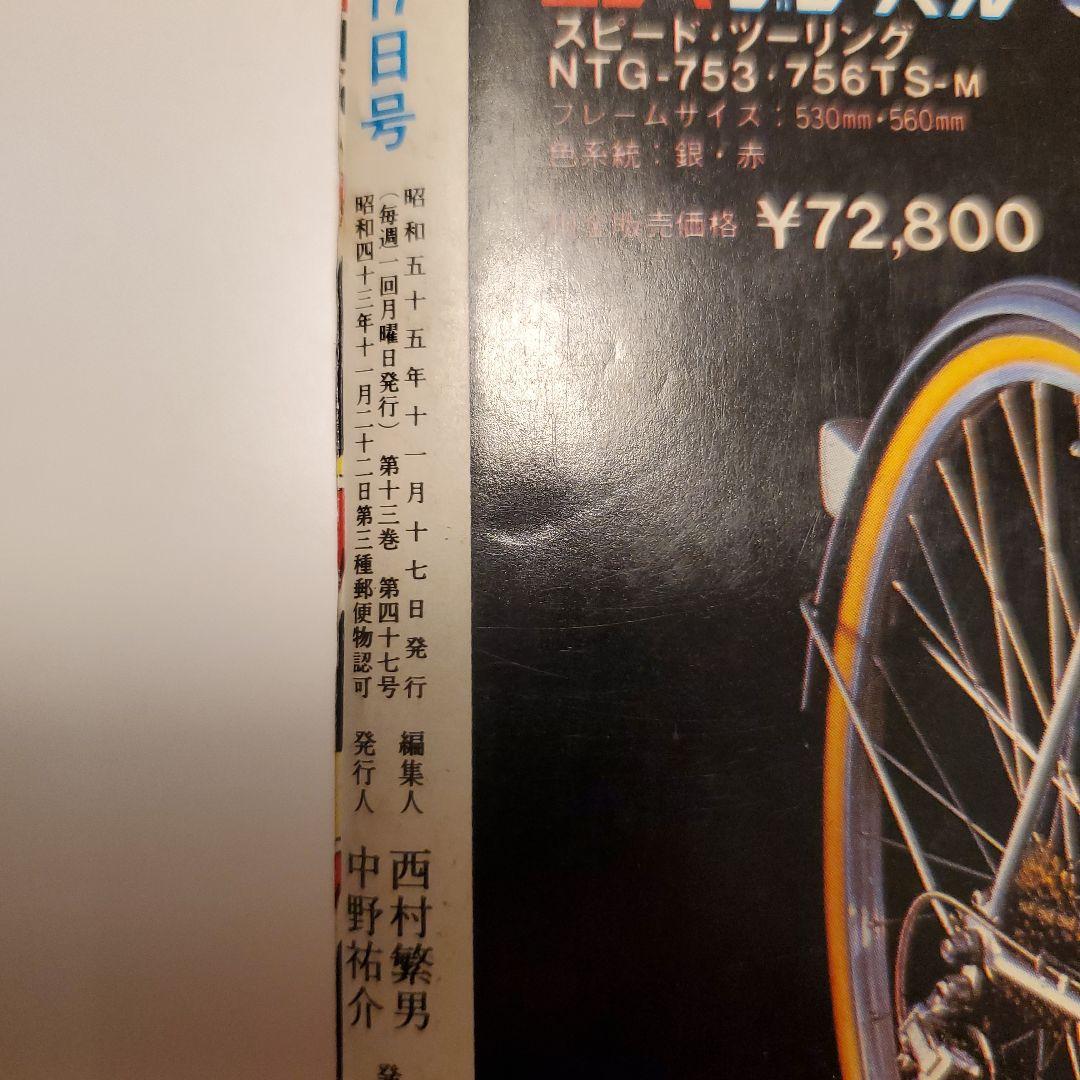 7日号
昭和五十五年十一月十七日発行　編集人　西村繁男
（毎週一回月曜日発行）　第十三巻　第四十七号
昭和四十三年十一月二十二日第三種郵便物認可　発行人　中野祐介
発
スピード・ツーリング
NTG-753・756TS-M
フレームサイズ：530mm・560mm
色系統：銀・赤
現金販売価格 ¥72,800